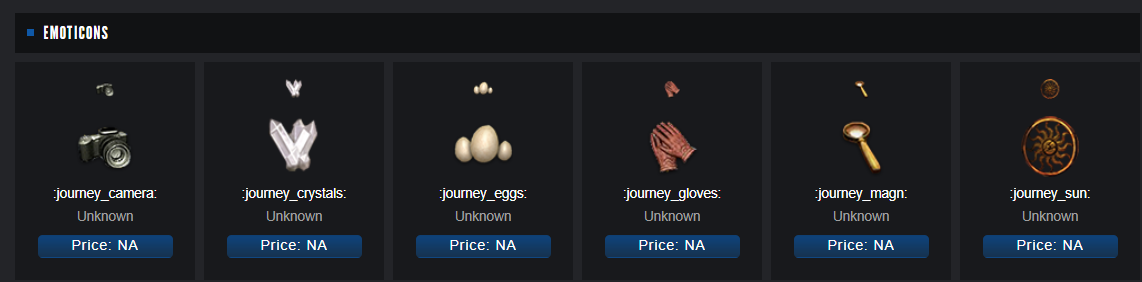 EMOTICONS
:journey_camera:
Unknown
Price: NA
:journey_crystals:
Unknown
Price: NA
:journey_eggs:
Unknown
Price: NA
:journey_gloves:
Unknown
Price: NA
:journey_magn:
Unknown
Price: NA
:journey_sun:
Unknown
Price: NA